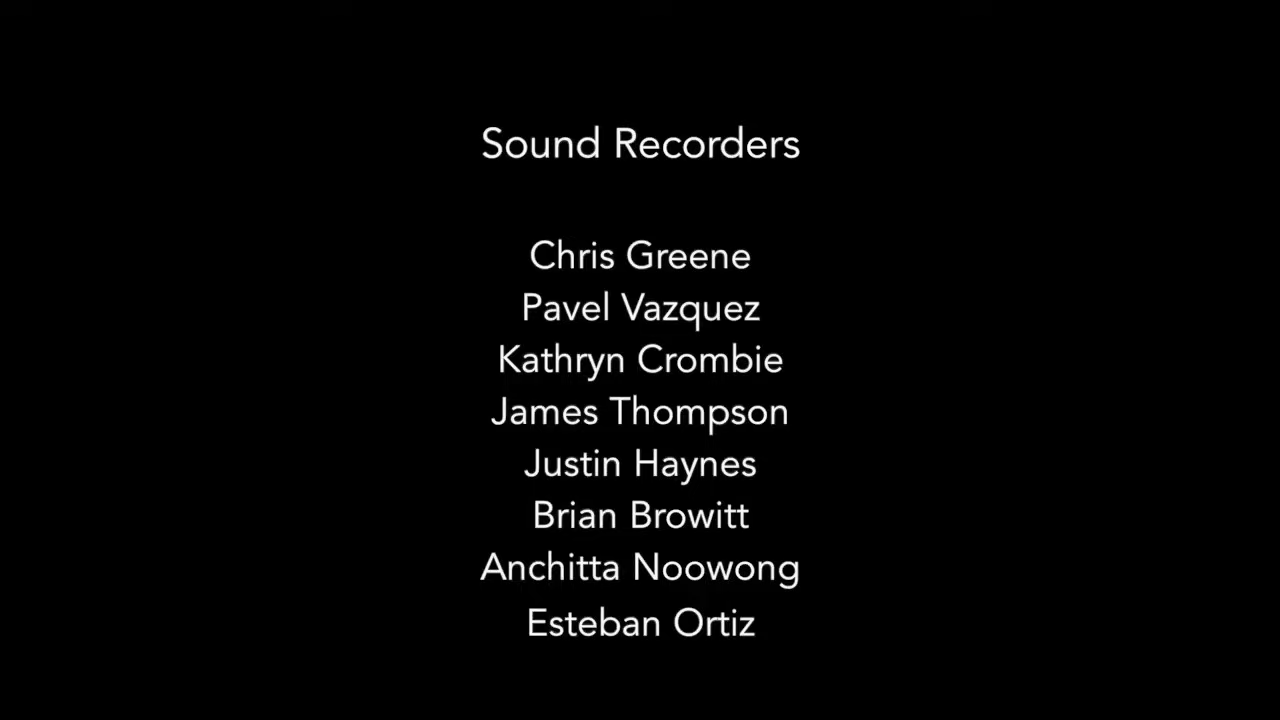 Sound Recorders
Chris Greene
Pavel Vazquez
Kathryn Crombie
James Thompson
Justin Haynes
Brian Browitt
Anchitta Noowong
Esteban Ortiz